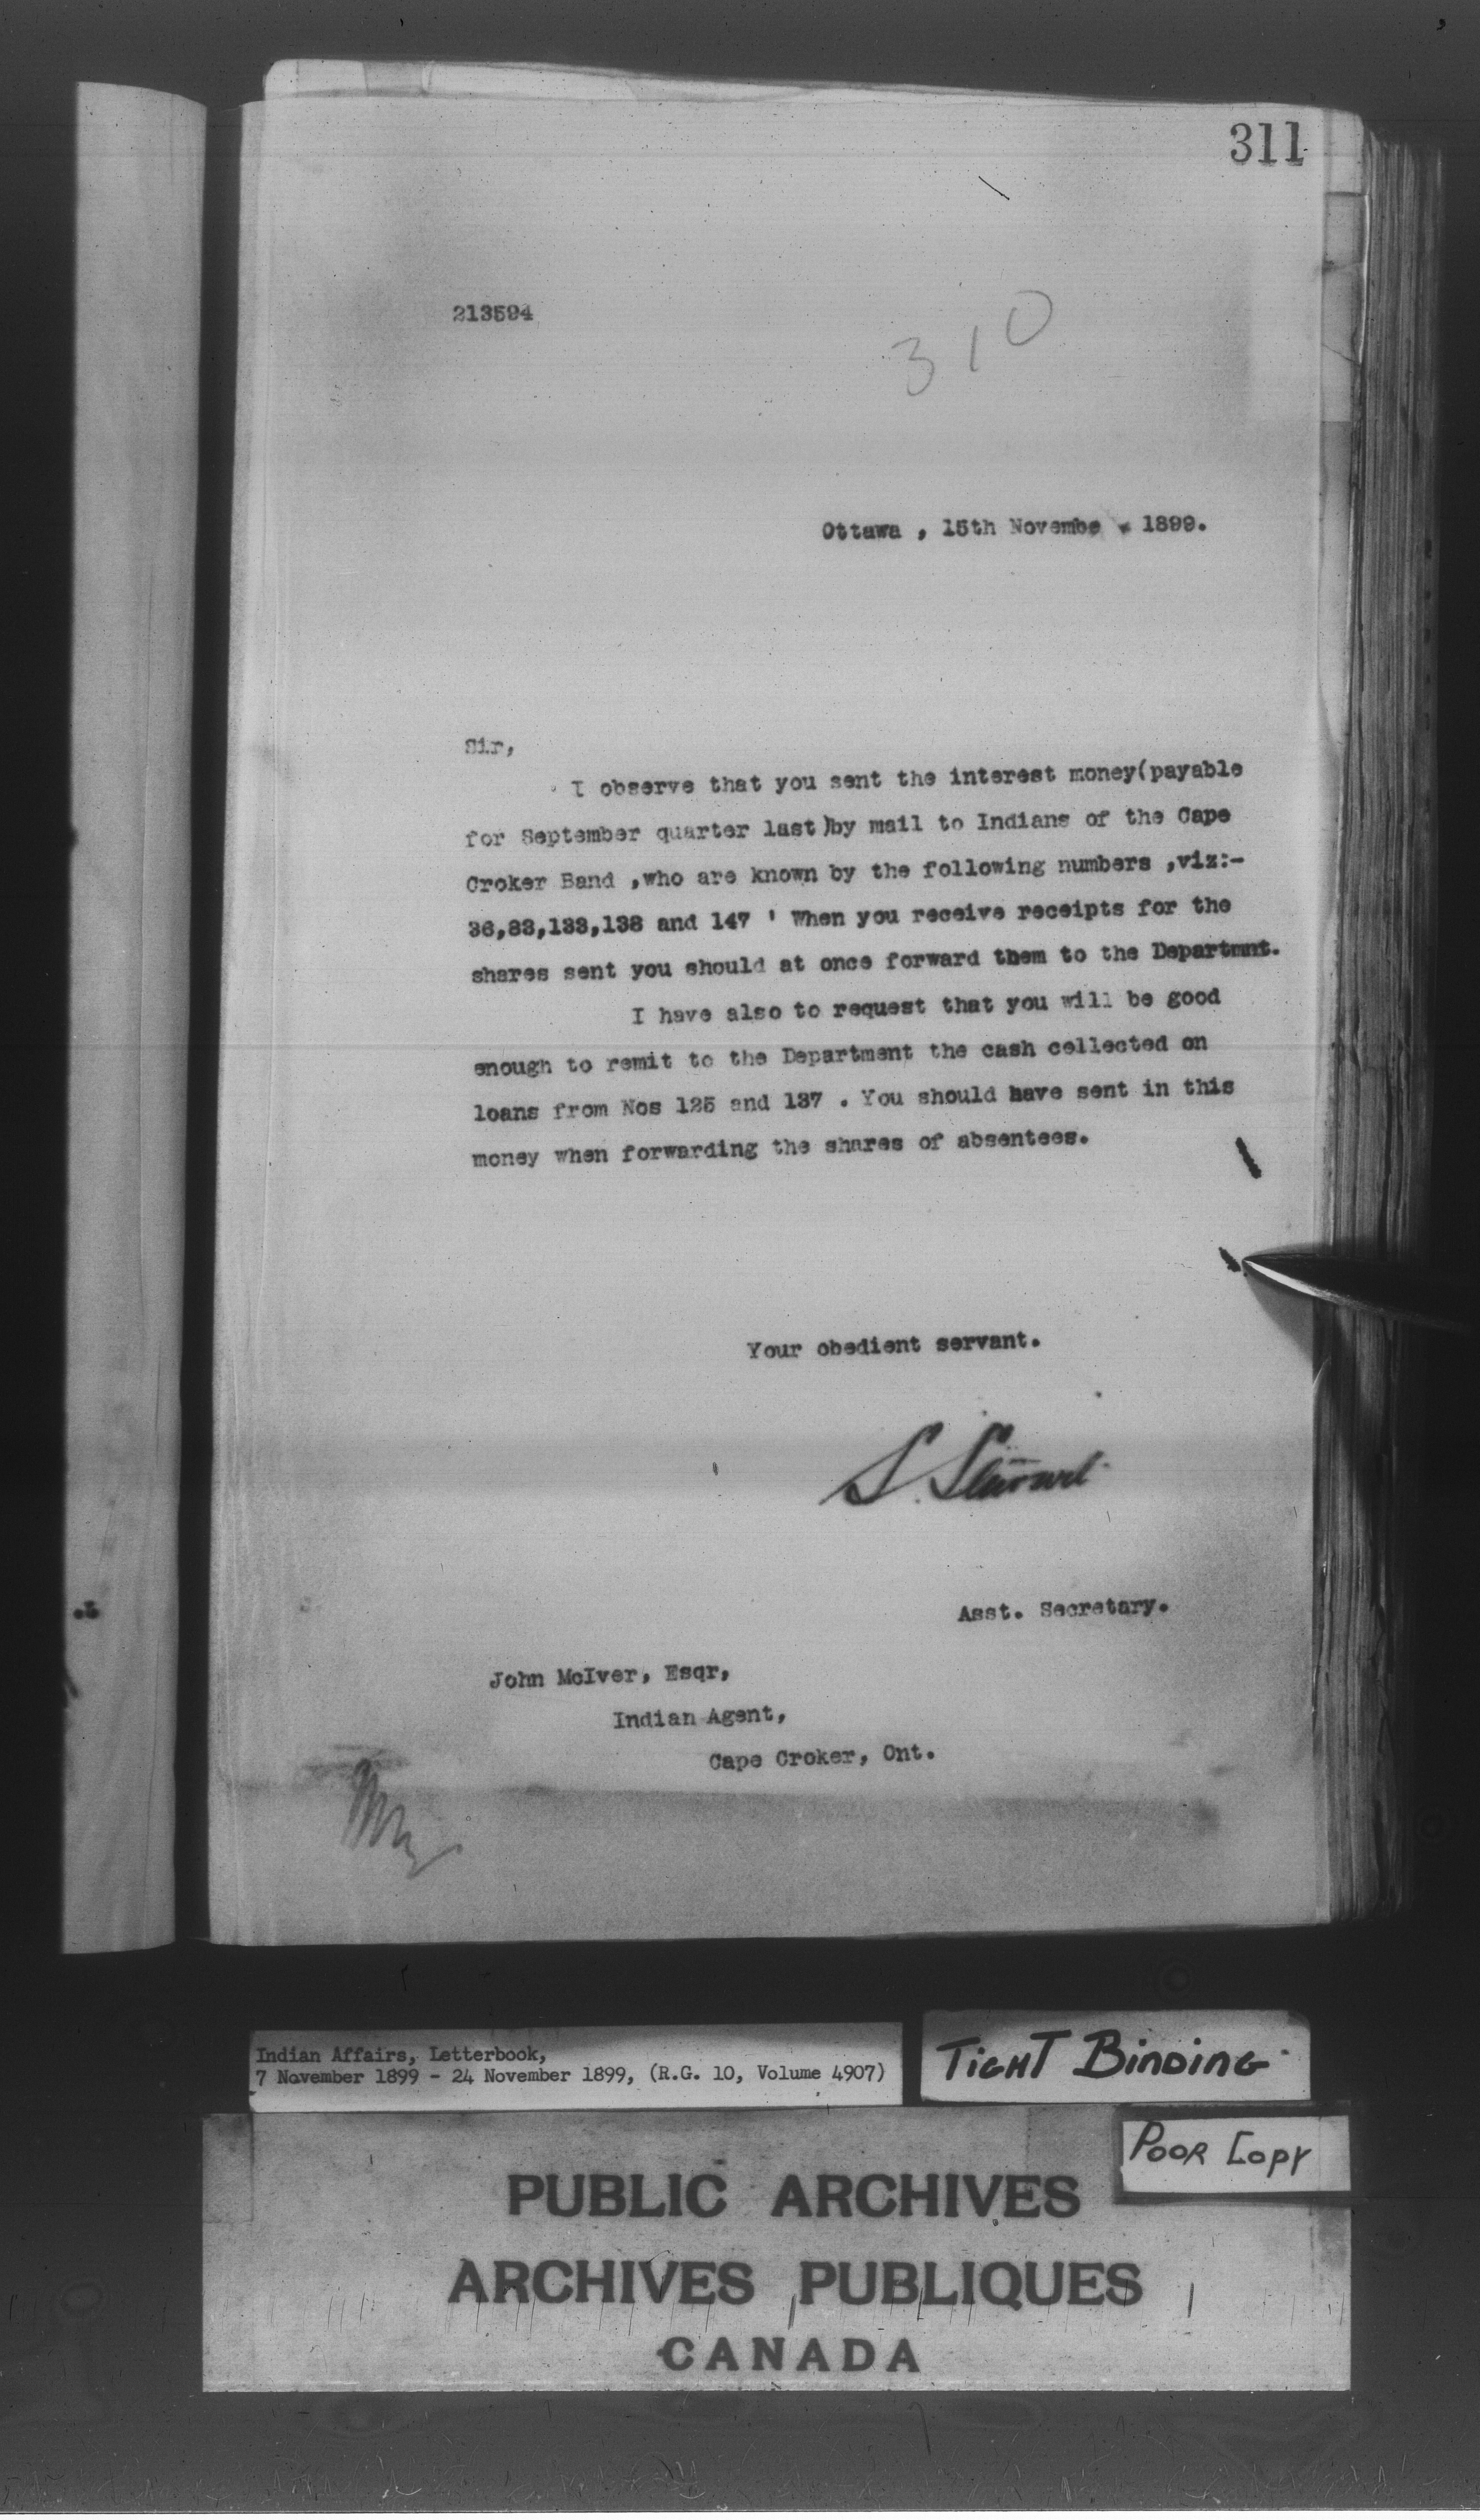 311
213594
310
Ottawa , 15th Novembe . 1899.
Sir,
I observe that you sent the interest money(payable
for September quarter last)by mail to Indians of the Cape
Croker Band ,who are known by the following numbers ,viz:-
36,83,133,138 and 147 ' When you receive receipts for the
shares sent you should at once forward them to the Departmnt.
I have also to request that you will be good
enough to remit to the Department the cash collected on
loans from Nos 125 and 137 . You should have sent in this
money when forwarding the shares of absentees.
Your obedient servant.
S. Stewart
Asst. Secretary.
John McIver, Esqr,
Indian Agent,
Cape Croker, Ont.
Indian Affairs, Letterbook,
7 November 1899 - 24 November 1899, (R.G. 10, Volume 4907)
TIGHT BINDING
POOR COPY
PUBLIC ARCHIVES
ARCHIVES PUBLIQUES
CANADA